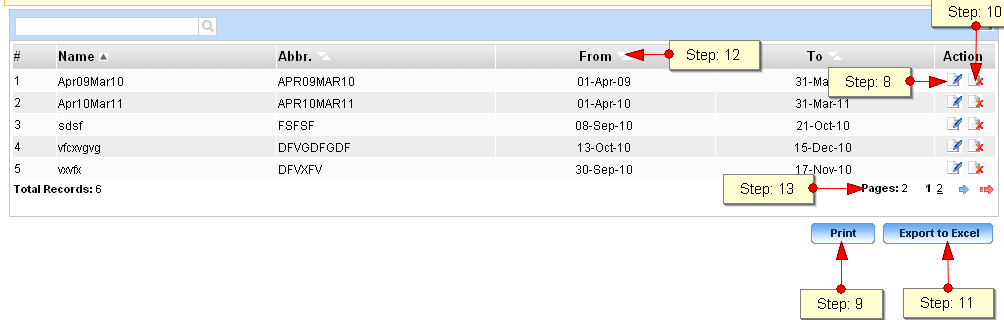 Step: 10
# Name Abbr. From To Action
Step: 12
1 Apr09Mar10 APR09MAR10 01-Apr-09 31-Ma
Step: 8
2 Apr10Mar11 APR10MAR11 01-Apr-10 31-Mar-11
3 sdsf FSFSF 08-Sep-10 21-Oct-10
4 vfcxvgvg DFVGDFGDF 13-Oct-10 15-Dec-10
5 vxvfx DFVXFV 30-Sep-10 17-Nov-10
Total Records: 6 Step: 13 Pages: 2 1 2
Print Export to Excel
Step: 9 Step: 11